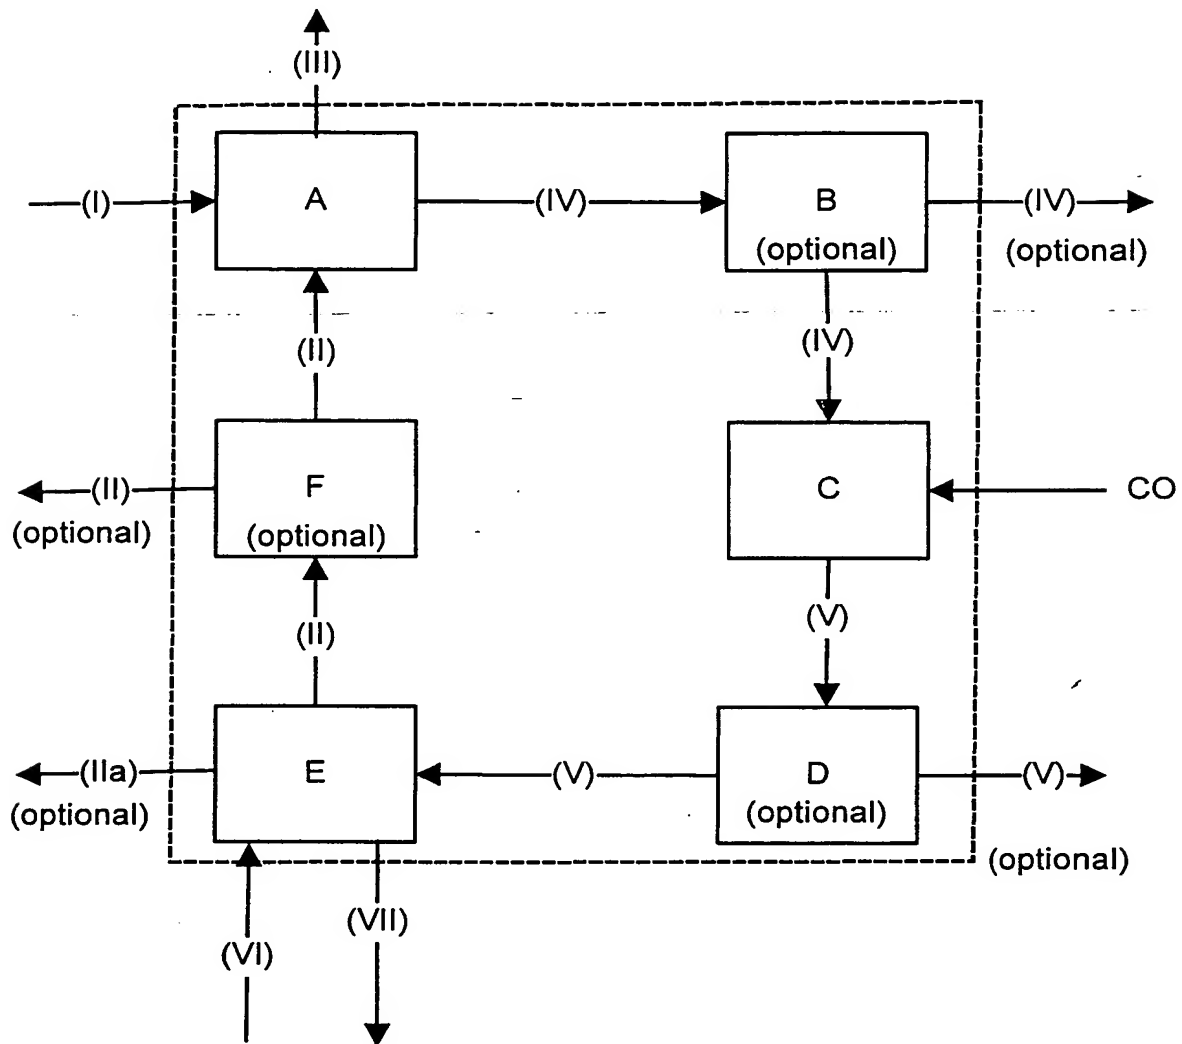 (III)
(I)
A
(IV)
B
(optional)
(IV)
(optional)
(II)
(IV)
(II)
(optional)
F
(optional)
C
CO
(II)
(V)
(IIa)
(optional)
E
(V)
D
(optional)
(V)
(optional)
(VI)
(VII)